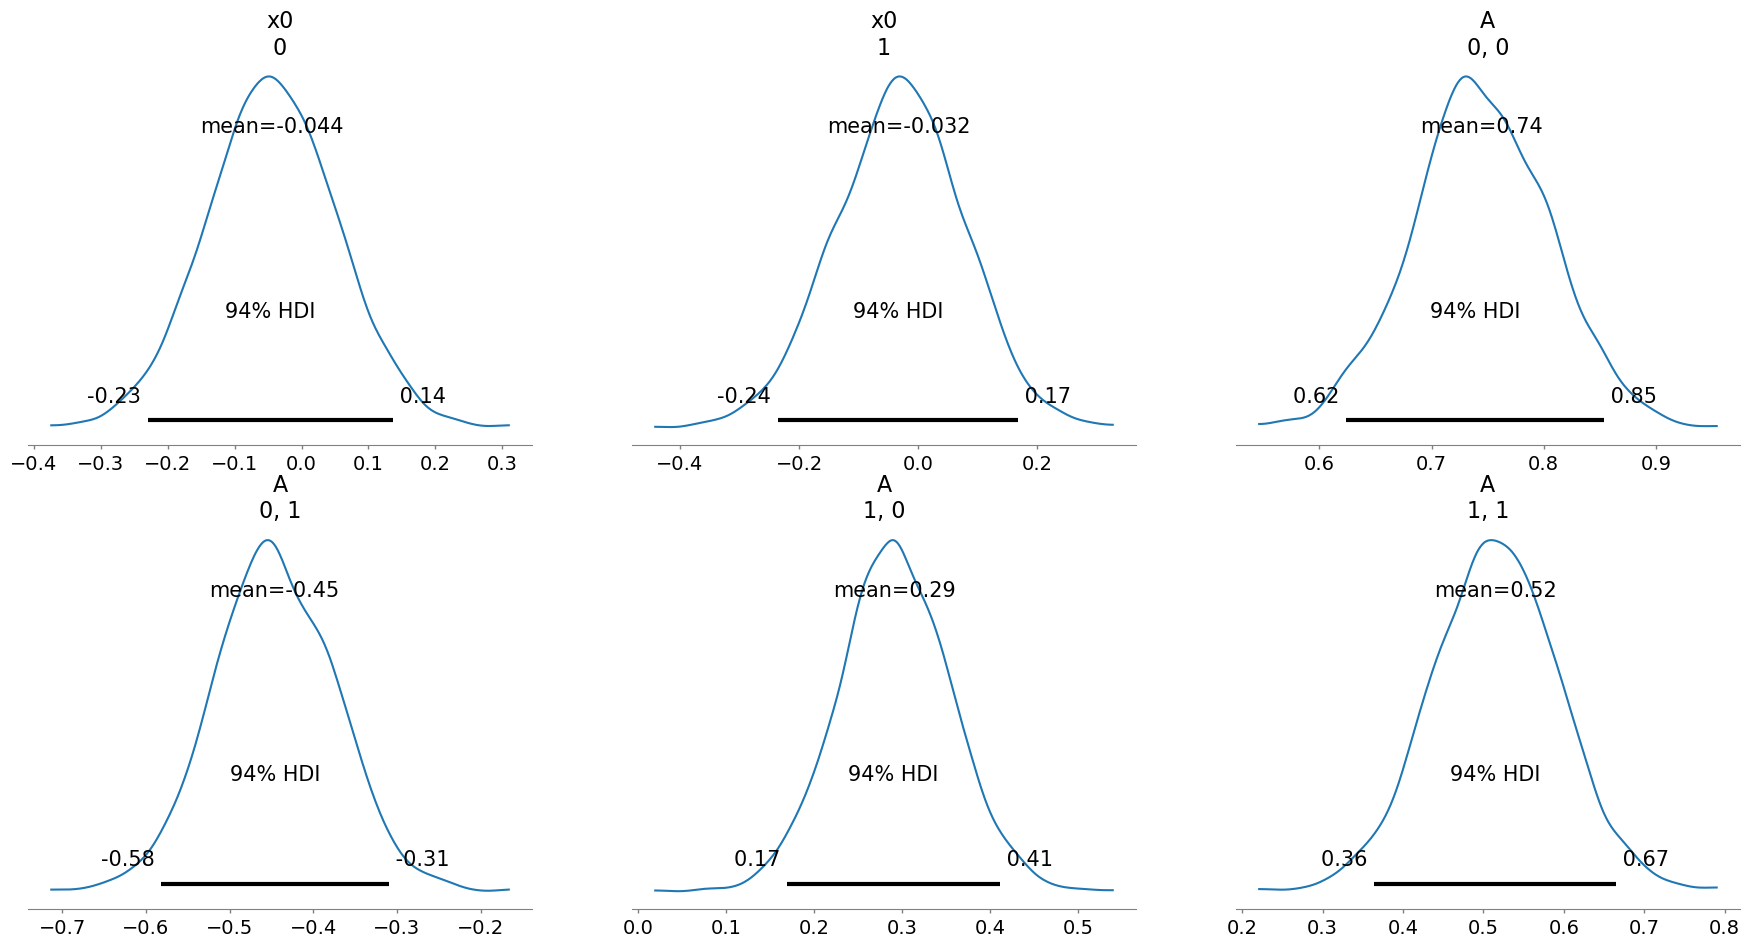 x0
0
mean=-0.044
94% HDI
-0.23
0.14
−0.4 −0.3 −0.2 −0.1 0.0 0.1 0.2 0.3
x0
1
mean=-0.032
94% HDI
-0.24
0.17
−0.4 −0.2 0.0 0.2
A
0, 0
mean=0.74
94% HDI
0.62
0.85
0.6 0.7 0.8 0.9
A
0, 1
mean=-0.45
94% HDI
-0.58
-0.31
−0.7 −0.6 −0.5 −0.4 −0.3 −0.2
A
1, 0
mean=0.29
94% HDI
0.17
0.41
0.0 0.1 0.2 0.3 0.4 0.5
A
1, 1
mean=0.52
94% HDI
0.36
0.67
0.2 0.3 0.4 0.5 0.6 0.7 0.8